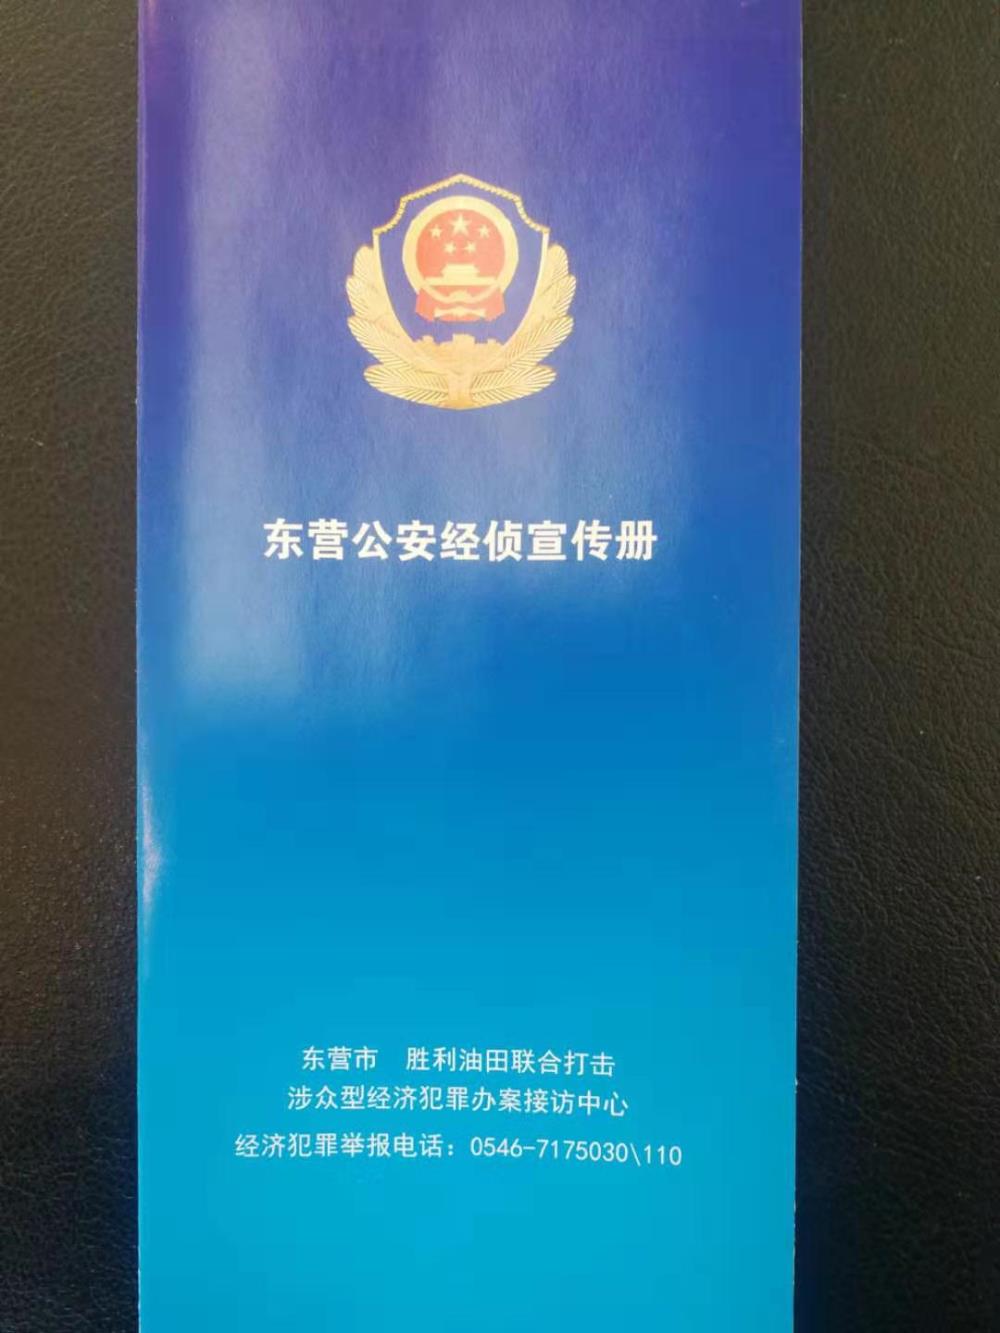 东营公安经侦宣传册
东营市　胜利油田联合打击
涉众型经济犯罪办案接访中心
经济犯罪举报电话：0546-7175030\110